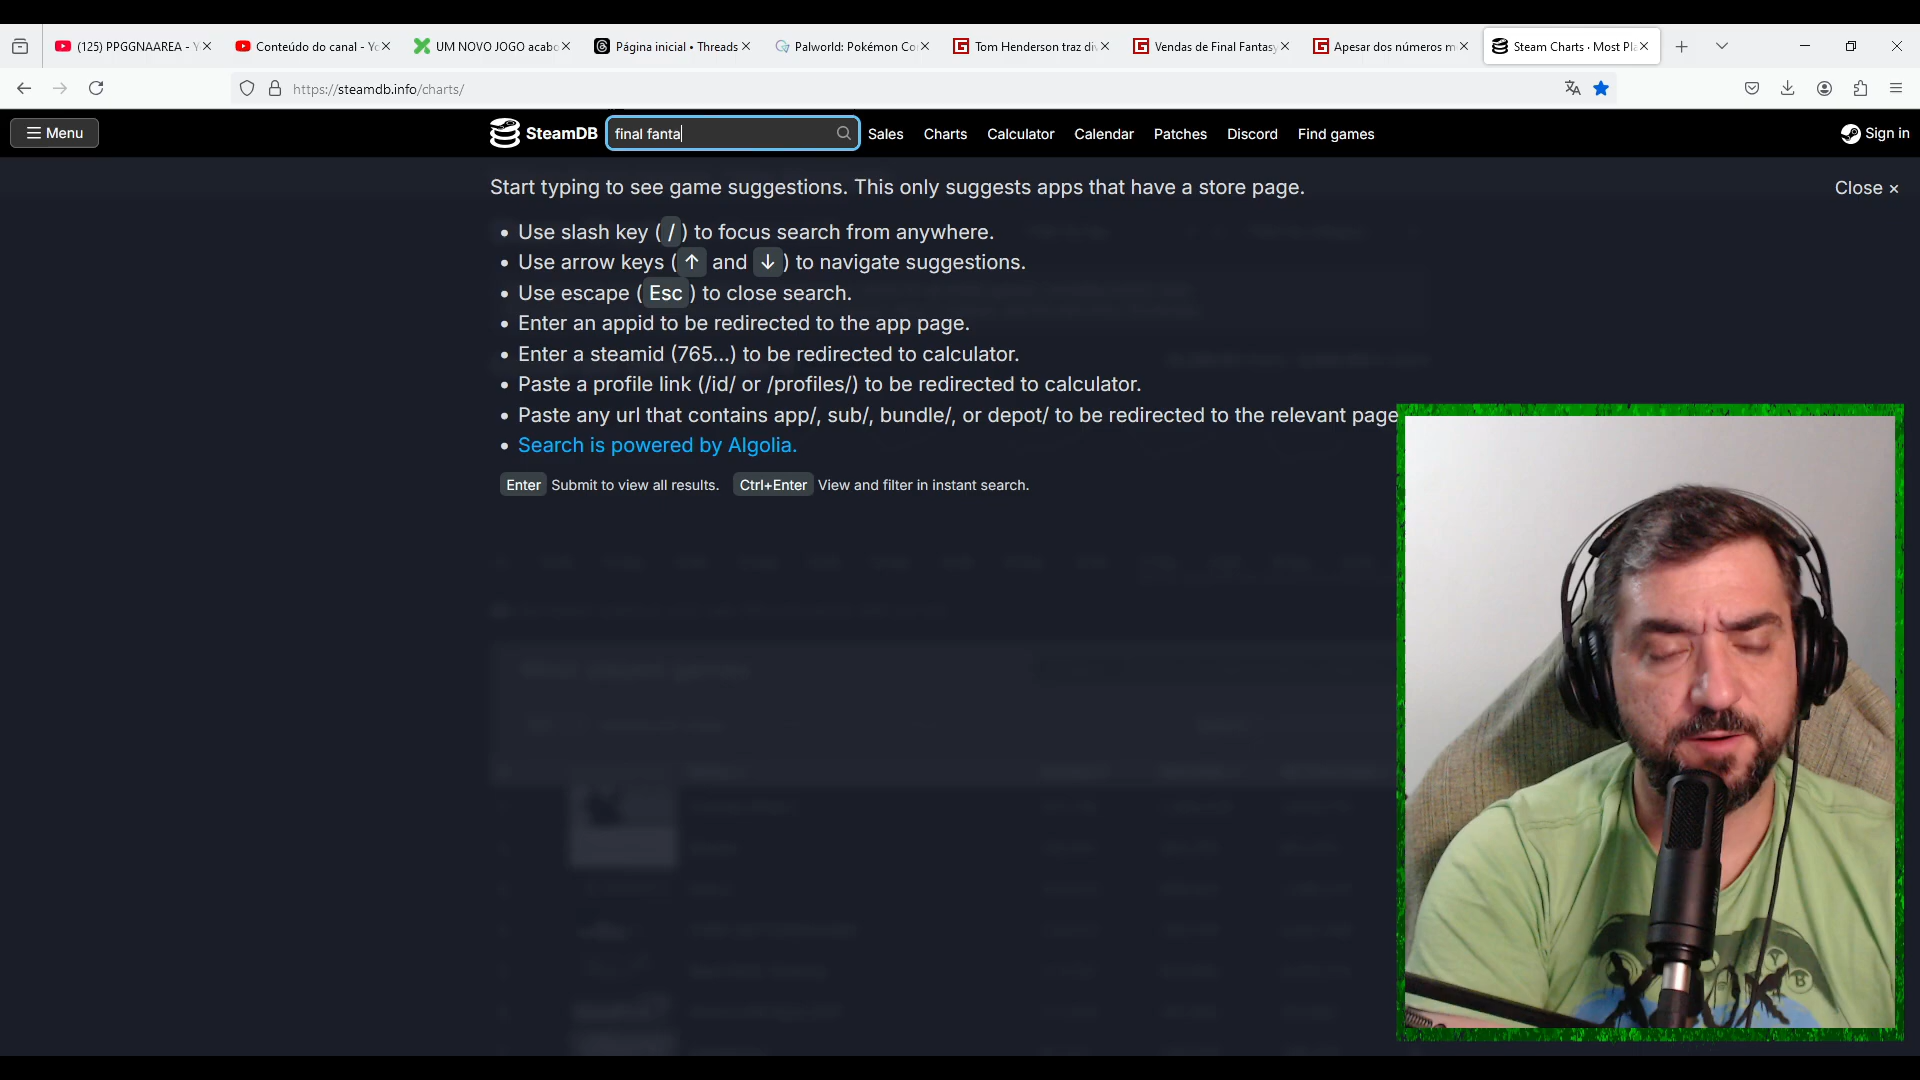 (125) PPGGNAAREA - Y
Conteúdo do canal - Yo
UM NOVO JOGO acabo
Página inicial • Threads
Palworld: Pokémon Co
Tom Henderson traz di
Vendas de Final Fantasy
Apesar dos números m
Steam Charts · Most Pl
https://steamdb.info/charts/
Menu
SteamDB
final fanta
Sales
Charts
Calculator
Calendar
Patches
Discord
Find games
Sign in
Start typing to see game suggestions. This only suggests apps that have a store page.
Close ×
• Use slash key ( / ) to focus search from anywhere.
• Use arrow keys ( ↑ and ↓ ) to navigate suggestions.
• Use escape ( Esc ) to close search.
• Enter an appid to be redirected to the app page.
• Enter a steamid (765...) to be redirected to calculator.
• Paste a profile link (/id/ or /profiles/) to be redirected to calculator.
• Paste any url that contains app/, sub/, bundle/, or depot/ to be redirected to the relevant page
• Search is powered by Algolia.
Enter Submit to view all results. Ctrl+Enter View and filter in instant search.